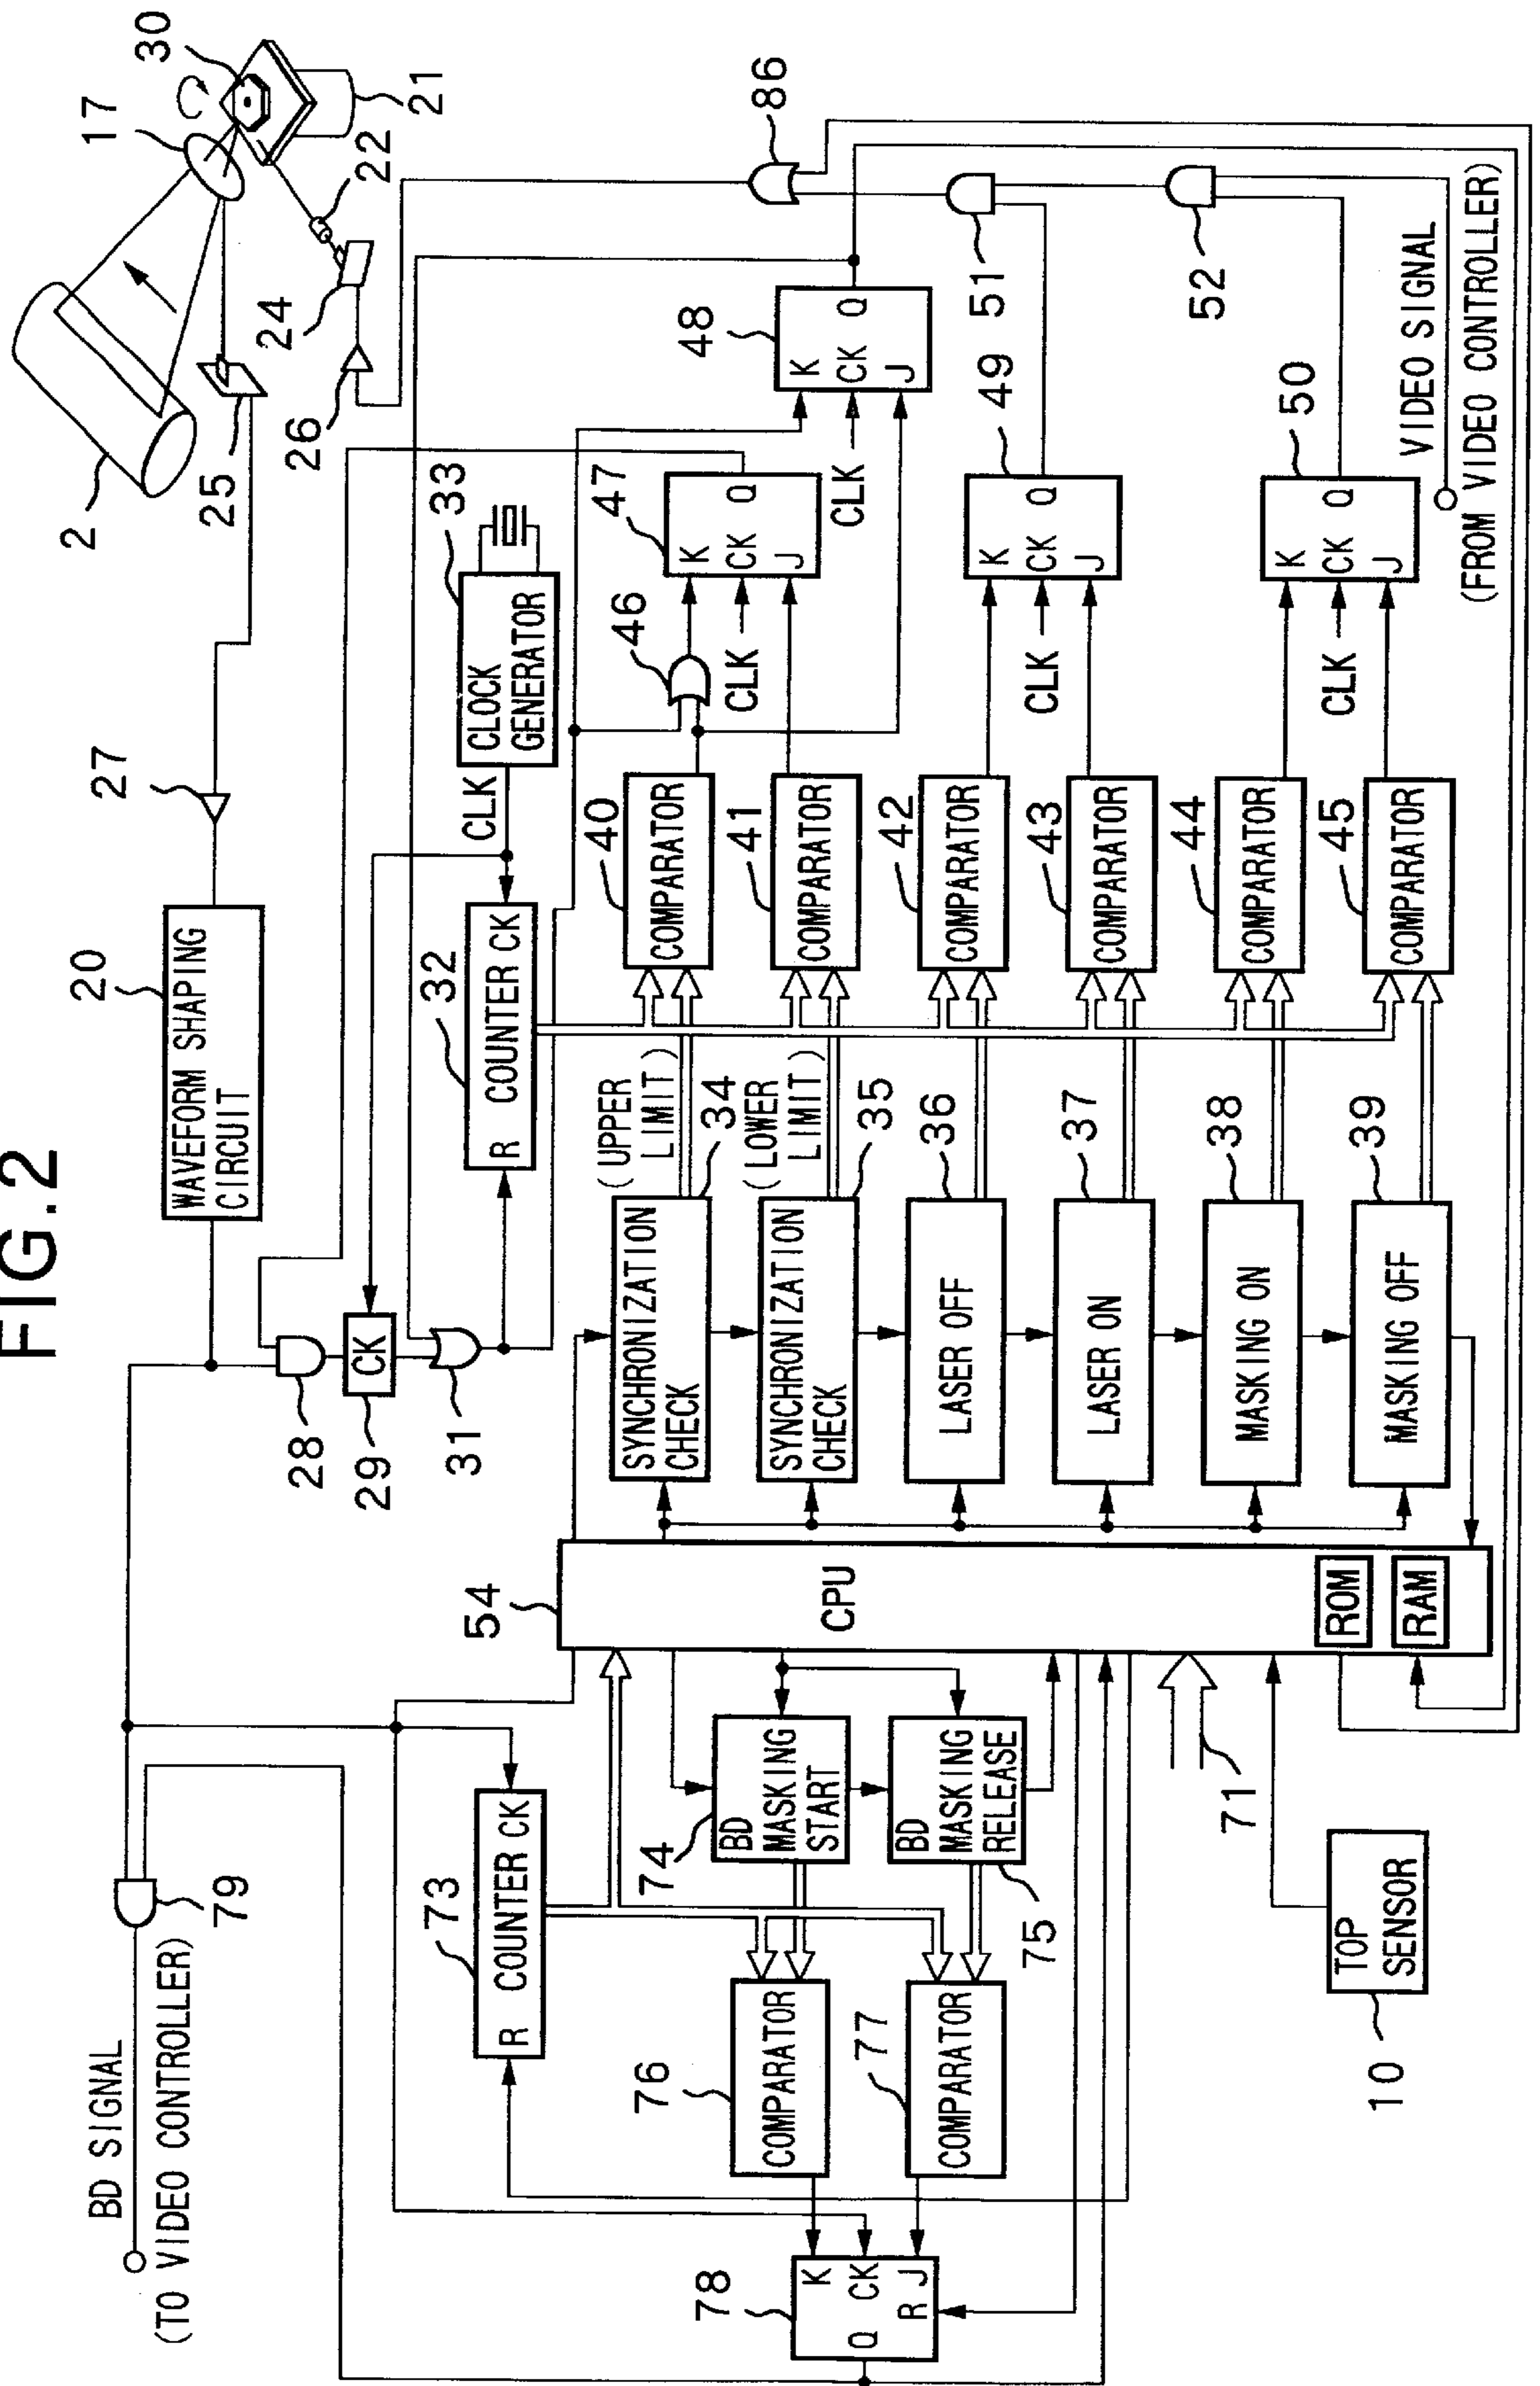 FIG.2
BD SIGNAL
(TO VIDEO CONTROLLER)
79
20
WAVEFORM SHAPING
CIRCUIT
27
2
25
17
30
21
22
24
26
28
29
CK
31
73
R COUNTER CK
32
R COUNTER CK
CLK
33
CLOCK
GENERATOR
54
CPU
ROM
RAM
78
K
CK
J
R
Q
76
COMPARATOR
77
COMPARATOR
74
BD
MASKING
START
75
BD
MASKING
RELEASE
71
10
TOP
SENSOR
SYNCHRONIZATION
CHECK
34
(UPPER
LIMIT)
SYNCHRONIZATION
CHECK
35
(LOWER
LIMIT)
LASER OFF
36
LASER ON
37
MASKING ON
38
MASKING OFF
39
40
COMPARATOR
41
COMPARATOR
42
COMPARATOR
43
COMPARATOR
44
COMPARATOR
45
COMPARATOR
46
47
K
CK Q
J
CLK
48
K
CK Q
J
CLK
49
K
CK Q
J
CLK
50
K
CK Q
J
CLK
86
51
52
VIDEO SIGNAL
(FROM VIDEO CONTROLLER)